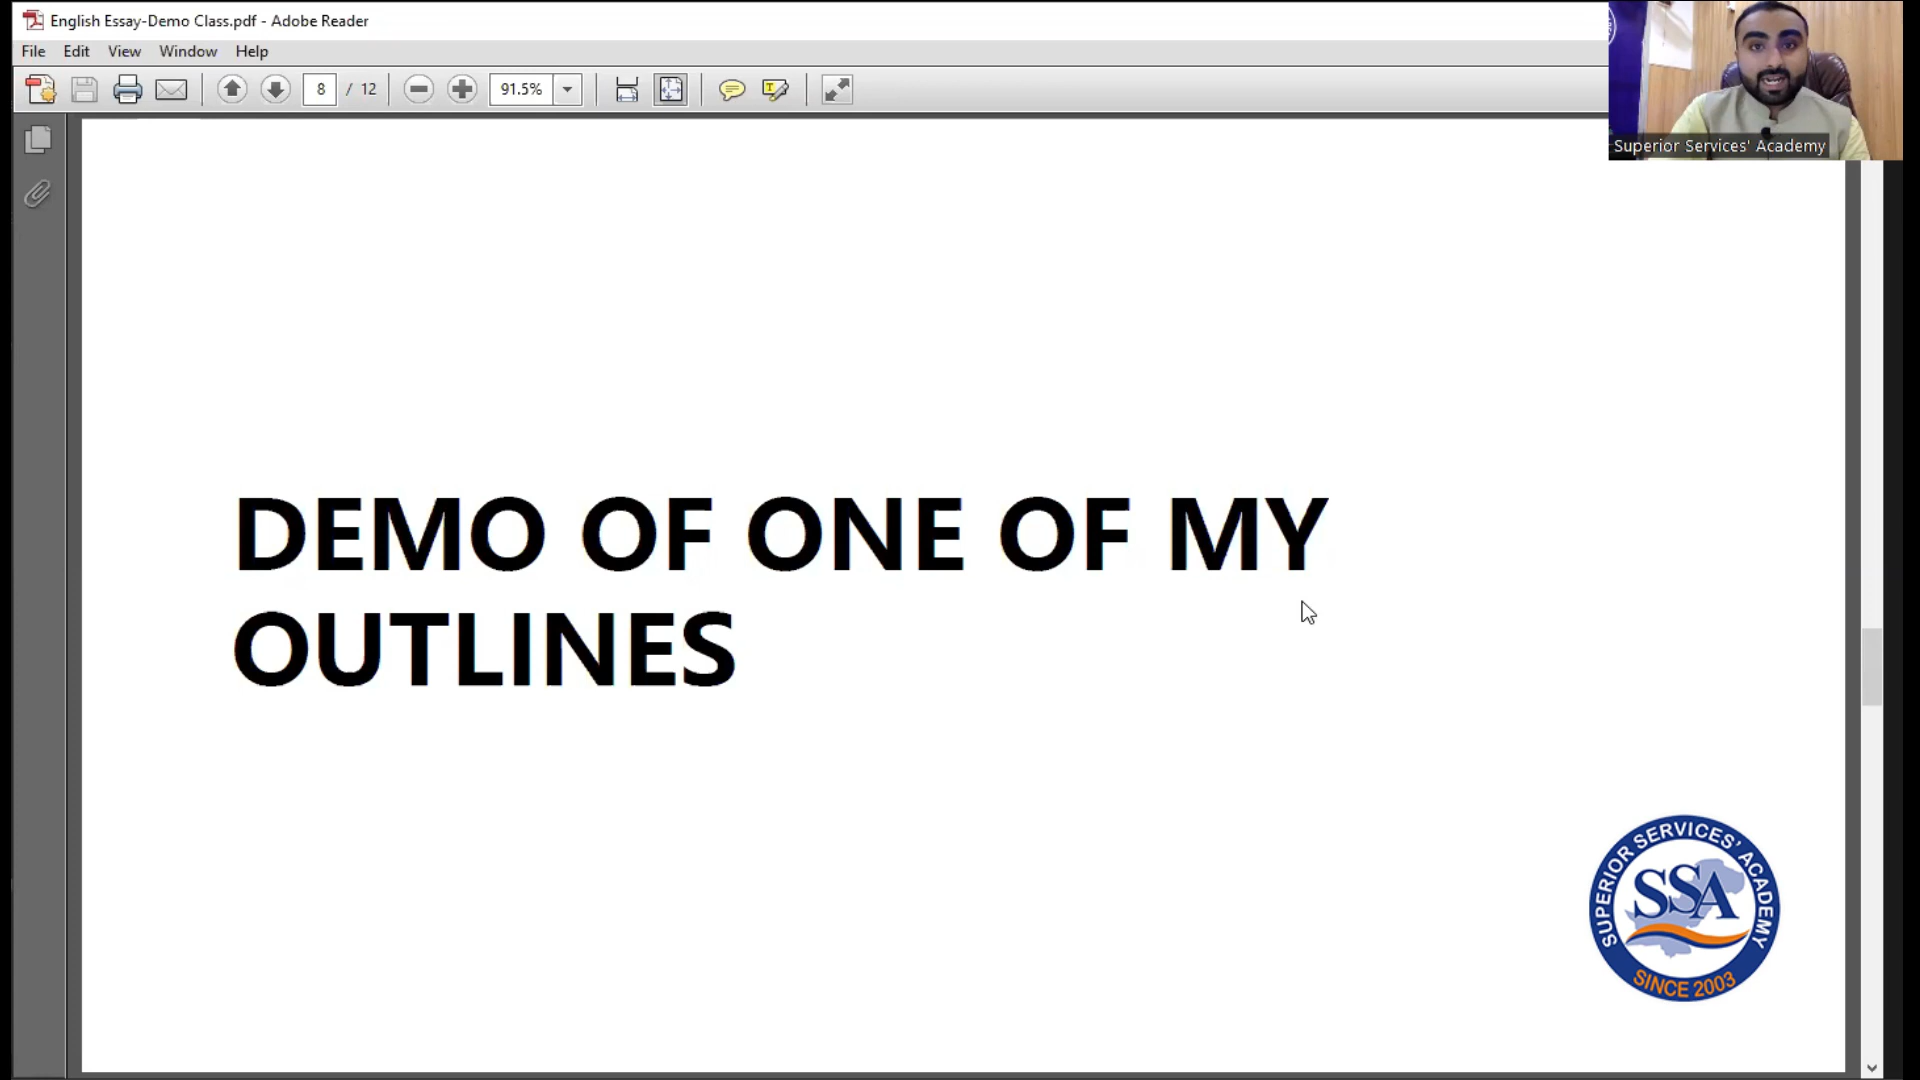 English Essay-Demo Class.pdf - Adobe Reader
File Edit View Window Help
8 / 12 91.5%
Superior Services' Academy
DEMO OF ONE OF MY
OUTLINES
SUPERIOR SERVICES' ACADEMY
SSA
SINCE 2003